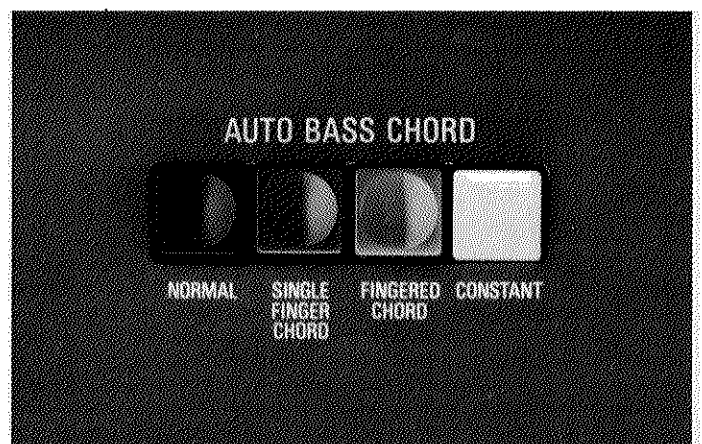 AUTO BASS CHORD
NORMAL
SINGLE
FINGER
CHORD
FINGERED
CHORD
CONSTANT